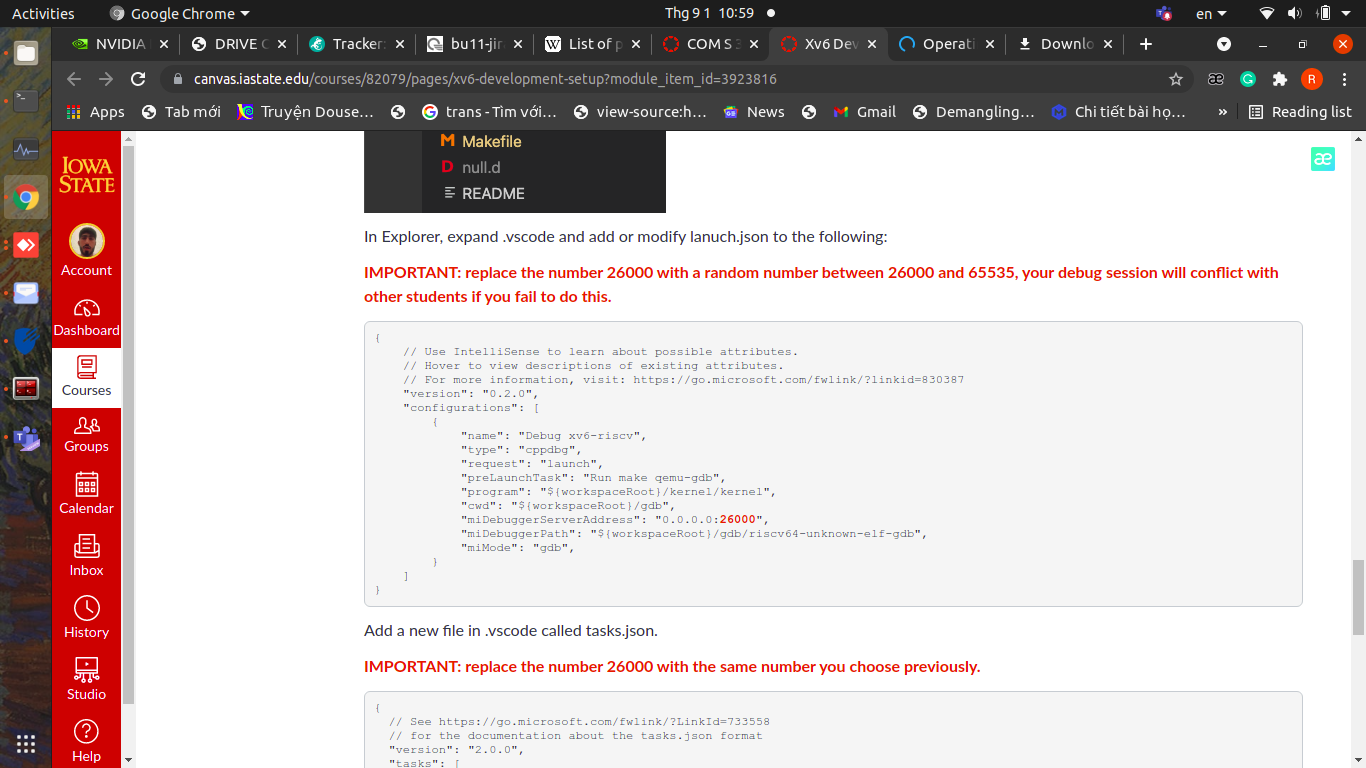 Activities
Google Chrome
Thg 9 1 10:59
en
NVIDIA
DRIVE C
Tracker:
bu11-jir
List of p
COM S 3
Xv6 Dev
Operati
Downlo
canvas.iastate.edu/courses/82079/pages/xv6-development-setup?module_item_id=3923816
R
Apps
Tab mới
Truyện Douse...
trans - Tìm với...
view-source:h...
News
Gmail
Demangling...
Chi tiết bài họ...
»
Reading list
IOWA
STATE
Account
Dashboard
Courses
Groups
Calendar
Inbox
History
Studio
Help
M Makefile
D null.d
README
æ
In Explorer, expand .vscode and add or modify lanuch.json to the following:
IMPORTANT: replace the number 26000 with a random number between 26000 and 65535, your debug session will conflict with
other students if you fail to do this.
{
// Use IntelliSense to learn about possible attributes.
// Hover to view descriptions of existing attributes.
// For more information, visit: https://go.microsoft.com/fwlink/?linkid=830387
"version": "0.2.0",
"configurations": [
{
"name": "Debug xv6-riscv",
"type": "cppdbg",
"request": "launch",
"preLaunchTask": "Run make qemu-gdb",
"program": "${workspaceRoot}/kernel/kernel",
"cwd": "${workspaceRoot}/gdb",
"miDebuggerServerAddress": "0.0.0.0:26000",
"miDebuggerPath": "${workspaceRoot}/gdb/riscv64-unknown-elf-gdb",
"miMode": "gdb",
}
]
}
Add a new file in .vscode called tasks.json.
IMPORTANT: replace the number 26000 with the same number you choose previously.
{
// See https://go.microsoft.com/fwlink/?LinkId=733558
// for the documentation about the tasks.json format
"version": "2.0.0",
"tasks": [